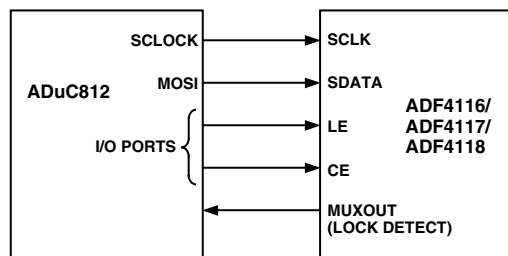 SCLOCK
SCLK
MOSI
SDATA
ADuC812
ADF4116/
ADF4117/
ADF4118
LE
I/O PORTS
CE
MUXOUT
(LOCK DETECT)